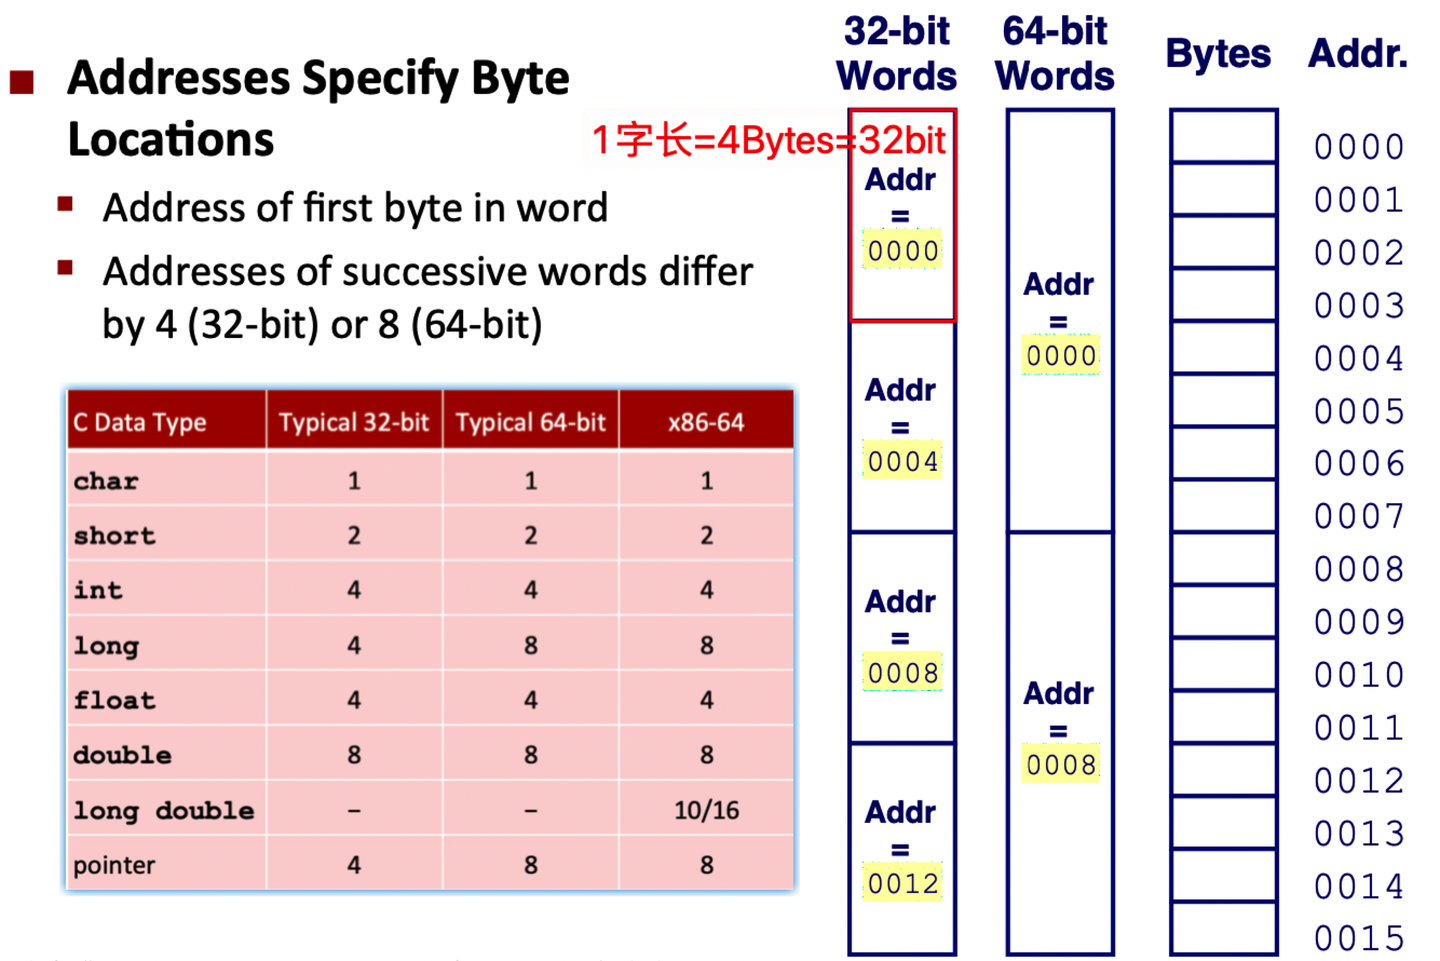 Addresses Specify Byte
Locations
Address of first byte in word
Addresses of successive words differ
by 4 (32-bit) or 8 (64-bit)
C Data Type Typical 32-bit Typical 64-bit x86-64
char 1 1 1
short 2 2 2
int 4 4 4
long 4 8 8
float 4 4 4
double 8 8 8
long double – – 10/16
pointer 4 8 8
1字长=4Bytes=32bit
32-bit
Words
Addr
=
0000
Addr
=
0004
Addr
=
0008
Addr
=
0012
64-bit
Words
Addr
=
0000
Addr
=
0008
Bytes
Addr.
0000
0001
0002
0003
0004
0005
0006
0007
0008
0009
0010
0011
0012
0013
0014
0015